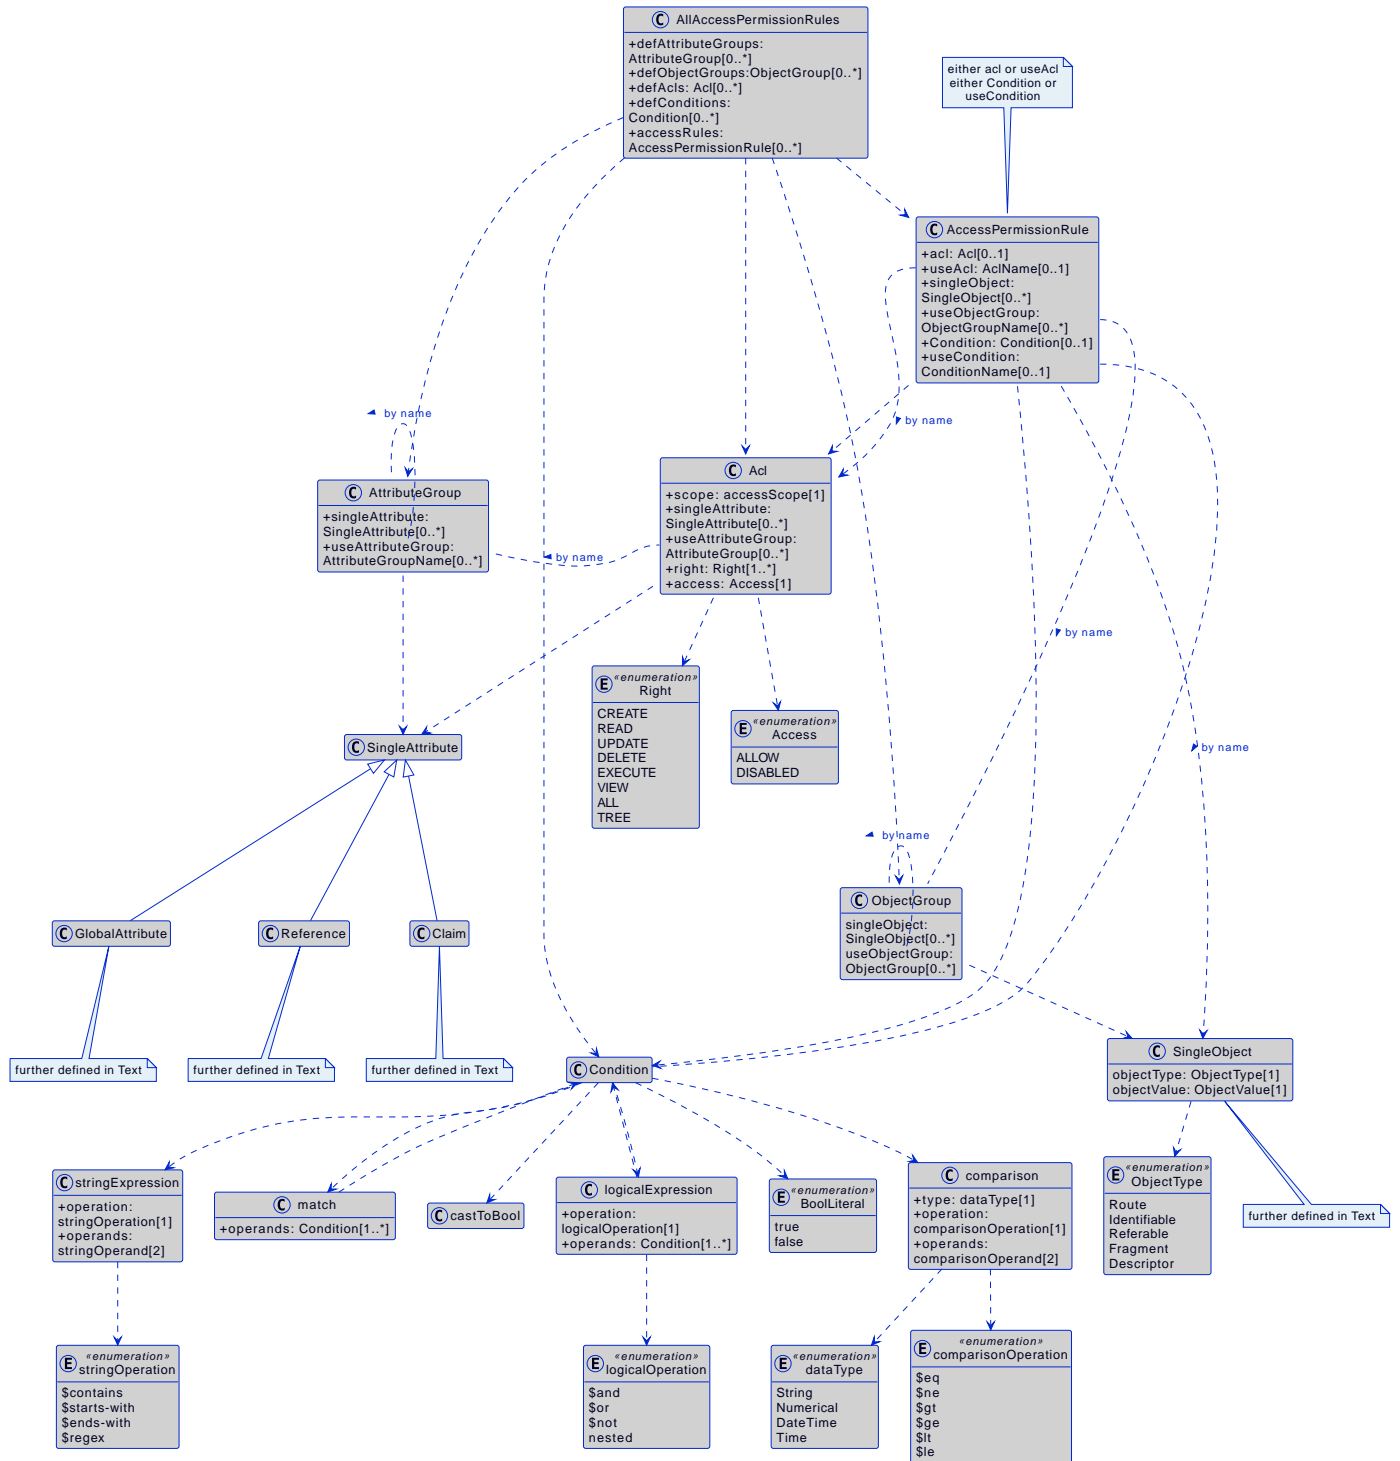 AllAccessPermissionRules
+defAttributeGroups:
AttributeGroup[0..*]
+defObjectGroups:ObjectGroup[0..*]
+defAcls: Acl[0..*]
+defConditions:
Condition[0..*]
+accessRules:
AccessPermissionRule[0..*]
either acl or useAcl
either Condition or
useCondition
AccessPermissionRule
+acl: Acl[0..1]
+useAcl: AclName[0..1]
+singleObject:
SingleObject[0..*]
+useObjectGroup:
ObjectGroupName[0..*]
+Condition: Condition[0..1]
+useCondition:
ConditionName[0..1]
by name
by name
AttributeGroup
+singleAttribute:
SingleAttribute[0..*]
+useAttributeGroup:
AttributeGroupName[0..*]
by name
Acl
+scope: accessScope[1]
+singleAttribute:
SingleAttribute[0..*]
+useAttributeGroup:
AttributeGroup[0..*]
+right: Right[1..*]
+access: Access[1]
by name
«enumeration»
Right
CREATE
READ
UPDATE
DELETE
EXECUTE
VIEW
ALL
TREE
«enumeration»
Access
ALLOW
DISABLED
SingleAttribute
by name
by name
GlobalAttribute
Reference
Claim
ObjectGroup
singleObject:
SingleObject[0..*]
useObjectGroup:
ObjectGroup[0..*]
further defined in Text
further defined in Text
further defined in Text
Condition
SingleObject
objectType: ObjectType[1]
objectValue: ObjectValue[1]
stringExpression
+operation:
stringOperation[1]
+operands:
stringOperand[2]
match
+operands: Condition[1..*]
castToBool
logicalExpression
+operation:
logicalOperation[1]
+operands: Condition[1..*]
«enumeration»
BoolLiteral
true
false
comparison
+type: dataType[1]
+operation:
comparisonOperation[1]
+operands:
comparisonOperand[2]
«enumeration»
ObjectType
Route
Identifiable
Referable
Fragment
Descriptor
further defined in Text
«enumeration»
stringOperation
$contains
$starts-with
$ends-with
$regex
«enumeration»
logicalOperation
$and
$or
$not
nested
«enumeration»
dataType
String
Numerical
DateTime
Time
«enumeration»
comparisonOperation
$eq
$ne
$gt
$ge
$lt
$le